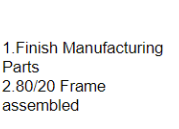 1.Finish Manufacturing
Parts
2.80/20 Frame
assembled